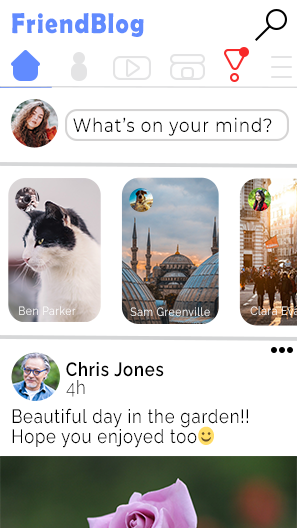 FriendBlog
What's on your mind?
Ben Parker
Sam Greenville
Clara Eva
Chris Jones
4h
Beautiful day in the garden!!
Hope you enjoyed too